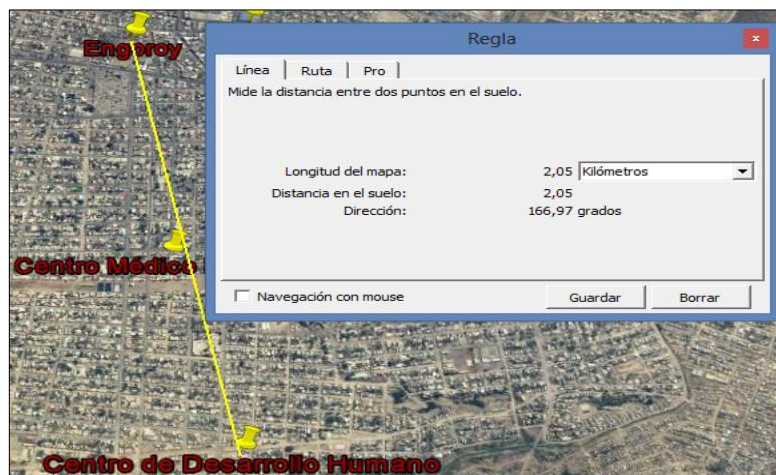 Engoroy
Regla
Línea
Ruta
Pro
Mide la distancia entre dos puntos en el suelo.
Longitud del mapa: 2,05 Kilómetros
Distancia en el suelo: 2,05
Dirección: 166,97 grados
Centro Médico
Navegación con mouse
Guardar
Borrar
Centro de Desarrollo Humano